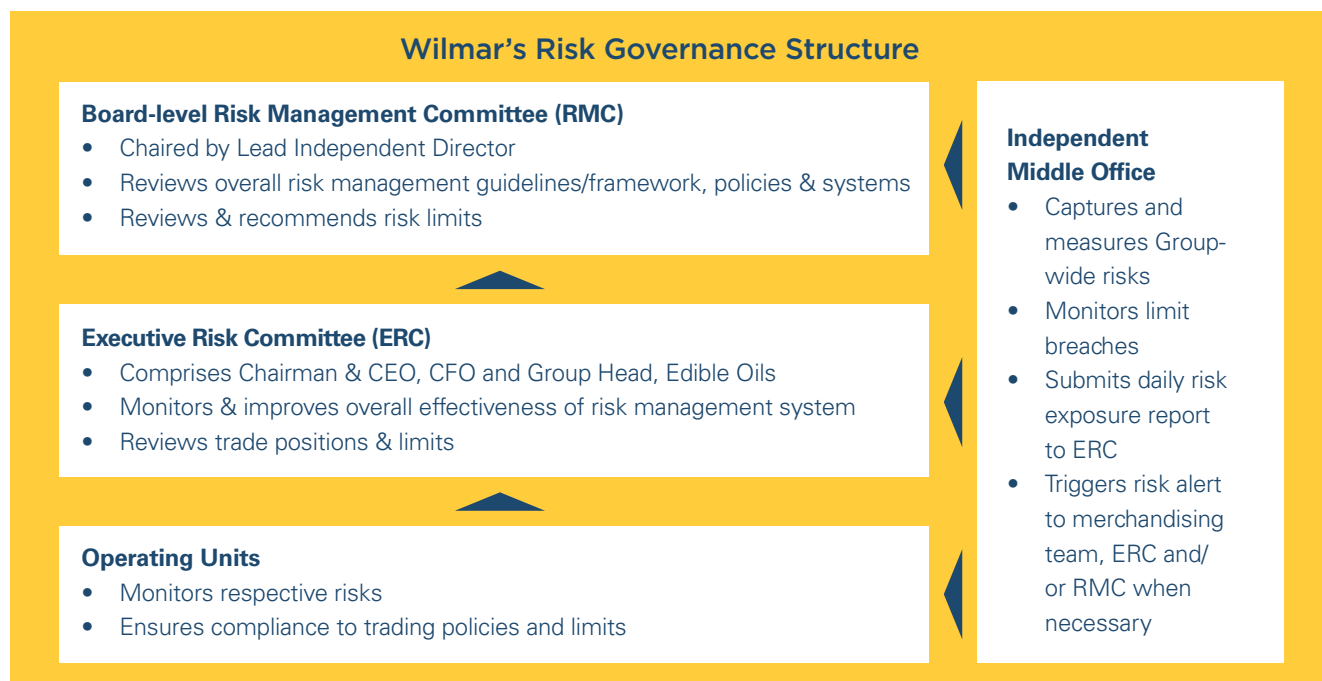 Wilmar’s Risk Governance Structure
Board-level Risk Management Committee (RMC)
• Chaired by Lead Independent Director
• Reviews overall risk management guidelines/framework, policies & systems
• Reviews & recommends risk limits
Executive Risk Committee (ERC)
• Comprises Chairman & CEO, CFO and Group Head, Edible Oils
• Monitors & improves overall effectiveness of risk management system
• Reviews trade positions & limits
Operating Units
• Monitors respective risks
• Ensures compliance to trading policies and limits
Independent
Middle Office
• Captures and
measures Group-
wide risks
• Monitors limit
breaches
• Submits daily risk
exposure report
to ERC
• Triggers risk alert
to merchandising
team, ERC and/
or RMC when
necessary